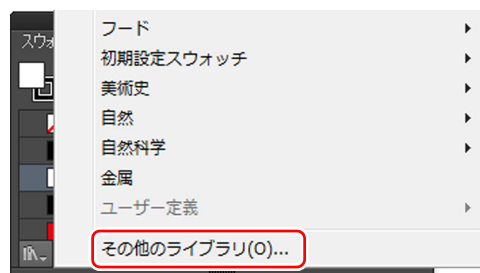 スウォ
フード
初期設定スウォッチ
美術史
自然
自然科学
金属
ユーザー定義
その他のライブラリ(O)...